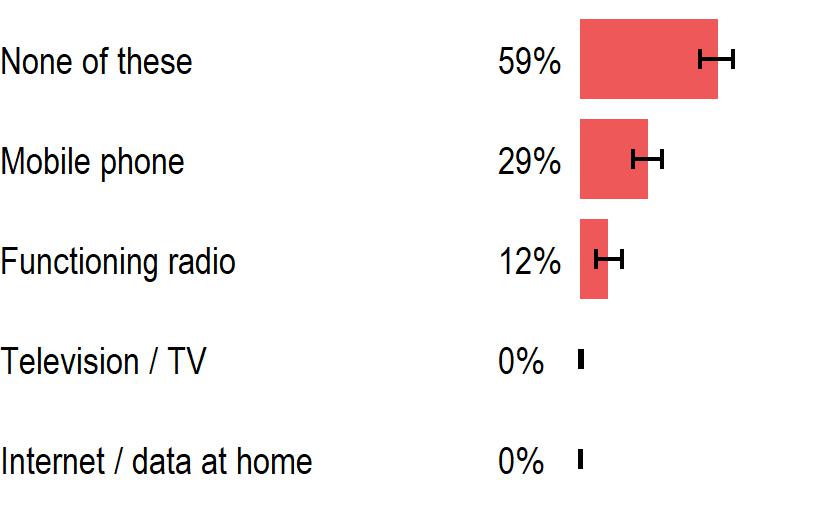 None of these 59%
Mobile phone 29%
Functioning radio 12%
Television / TV 0%
Internet / data at home 0%